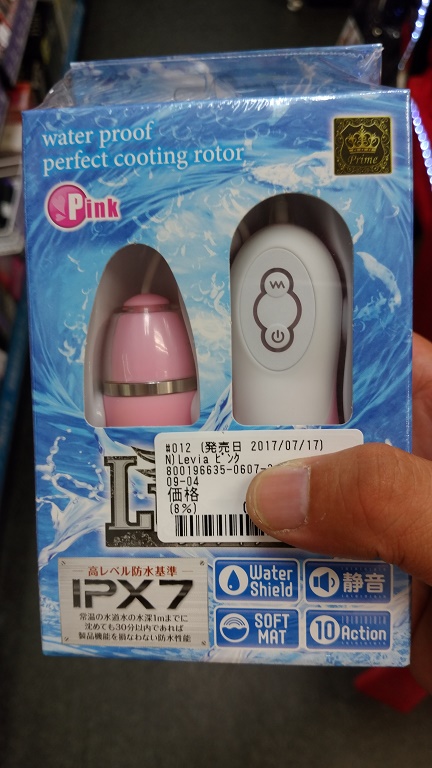 water proof
perfect cooting rotor
Prime
Pink
#012 (発売日 2017/07/17)
N)Levia ピンク
800196635-0607-
09-04
価格
(8%)
高レベル防水基準
IPX7
常温の水道水の水深1mまでに
沈めても30分以内であれば
製品機能を損なわない防水性能
Water
Shield
静音
SOFT
MAT
10 Action